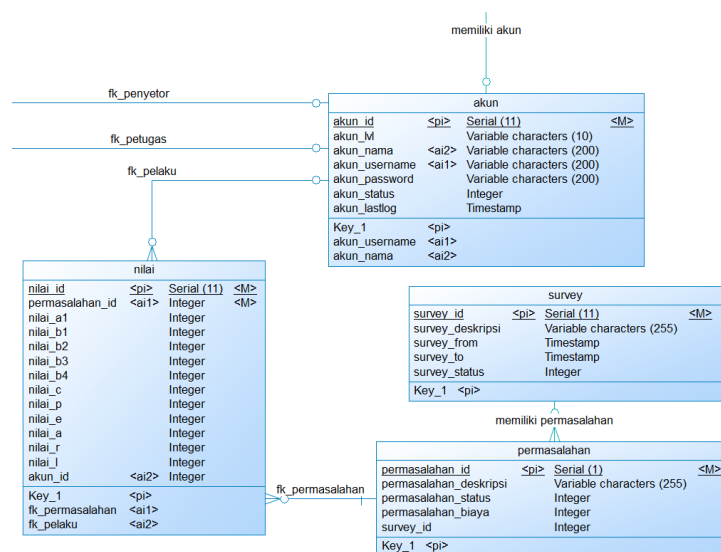 memiliki akun
fk_penyetor
fk_petugas
fk_pelaku
akun
akun_id <pi> Serial (11) <M>
akun_lvl Variable characters (10)
akun_nama <ai2> Variable characters (200)
akun_username <ai1> Variable characters (200)
akun_password Variable characters (200)
akun_status Integer
akun_lastlog Timestamp
Key_1 <pi>
akun_username <ai1>
akun_nama <ai2>
nilai
nilai_id <pi> Serial (11) <M>
permasalahan_id <ai1> Integer <M>
nilai_a1 Integer
nilai_b1 Integer
nilai_b2 Integer
nilai_b3 Integer
nilai_b4 Integer
nilai_c Integer
nilai_p Integer
nilai_e Integer
nilai_a Integer
nilai_r Integer
nilai_l Integer
akun_id <ai2> Integer
Key_1 <pi>
fk_permasalahan <ai1>
fk_pelaku <ai2>
survey
survey_id <pi> Serial (11) <M>
survey_deskripsi Variable characters (255)
survey_from Timestamp
survey_to Timestamp
survey_status Integer
Key_1 <pi>
memiliki permasalahan
fk_permasalahan
permasalahan
permasalahan_id <pi> Serial (1) <M>
permasalahan_deskripsi Variable characters (255)
permasalahan_status Integer
permasalahan_biaya Integer
survey_id Integer
Key_1 <pi>